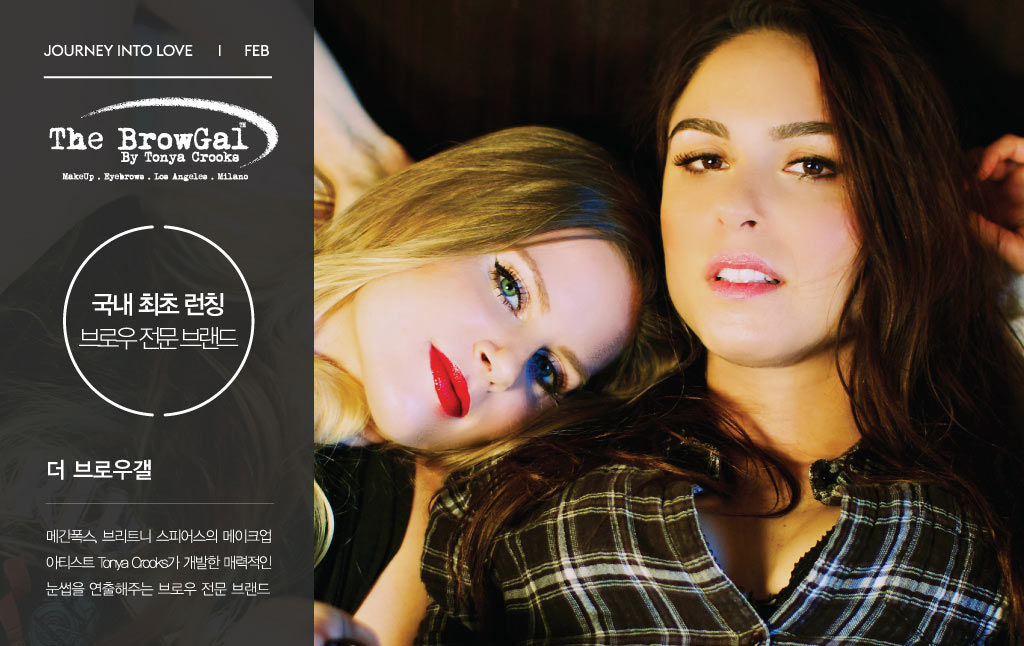 JOURNEY INTO LOVE | FEB
The BrowGal™
By Tonya Crooks
MakeUp . Eyebrows . Los Angeles . Milano
국내 최초 런칭
브로우 전문 브랜드
더 브로우갤
메간폭스, 브리트니 스피어스의 메이크업
아티스트 Tonya Crooks가 개발한 매력적인
눈썹을 연출해주는 브로우 전문 브랜드